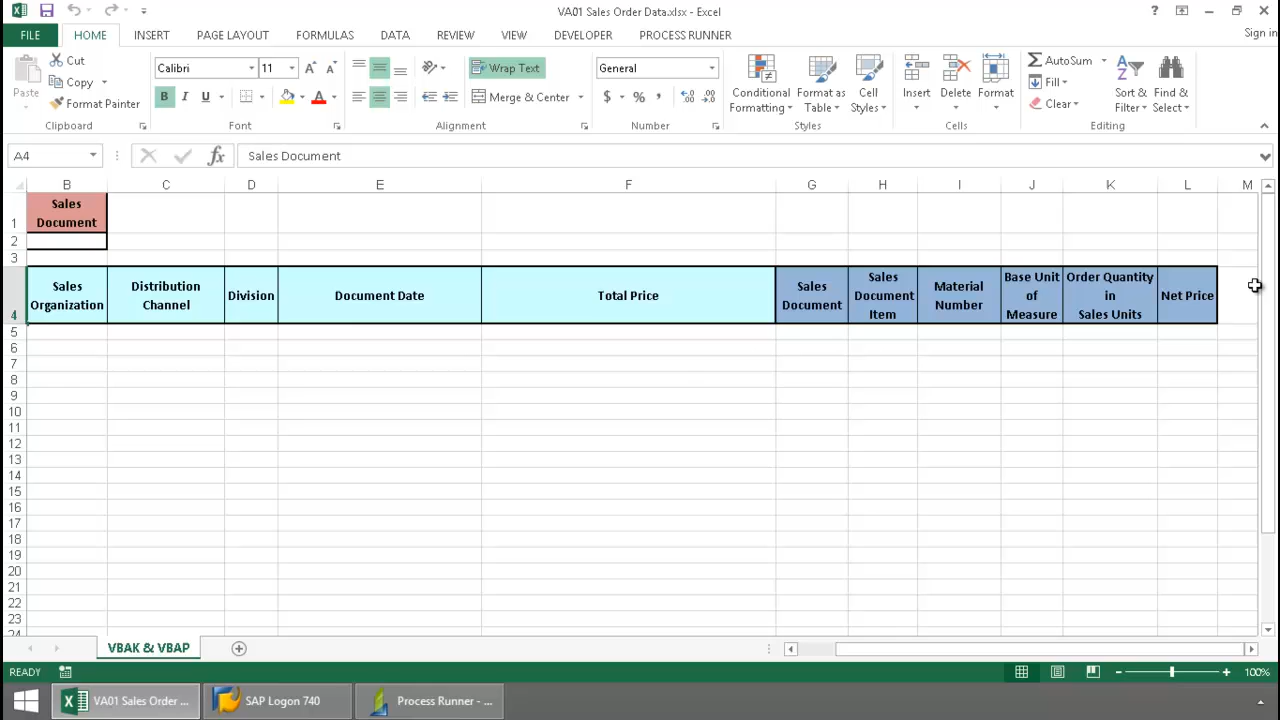 VA01 Sales Order Data.xlsx - Excel
?
FILE HOME INSERT PAGE LAYOUT FORMULAS DATA REVIEW VIEW DEVELOPER PROCESS RUNNER Sign in
Paste
Cut
Copy
Format Painter
Clipboard
Calibri 11
B I U A
Font
Wrap Text
Merge & Center
Alignment
General
$ % ,
Number
Conditional
Formatting
Format as
Table
Cell
Styles
Styles
Insert Delete Format
Cells
AutoSum
Fill
Clear
Sort &
Filter
Find &
Select
Editing
A4 fx Sales Document
B C D E F G H I J K L M
1 Sales
Document
2
3
4 Sales
Organization
Distribution
Channel
Division
Document Date
Total Price
Sales
Document
Sales
Document
Item
Material
Number
Base Unit
of
Measure
Order Quantity
in
Sales Units
Net Price
5
6
7
8
9
10
11
12
13
14
15
16
17
18
19
20
21
22
23
24
VBAK & VBAP
READY 100%
VA01 Sales Order ... SAP Logon 740 Process Runner - ...